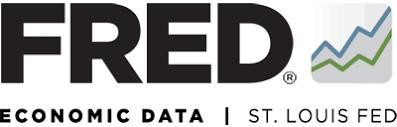 FRED®
ECONOMIC DATA | ST. LOUIS FED